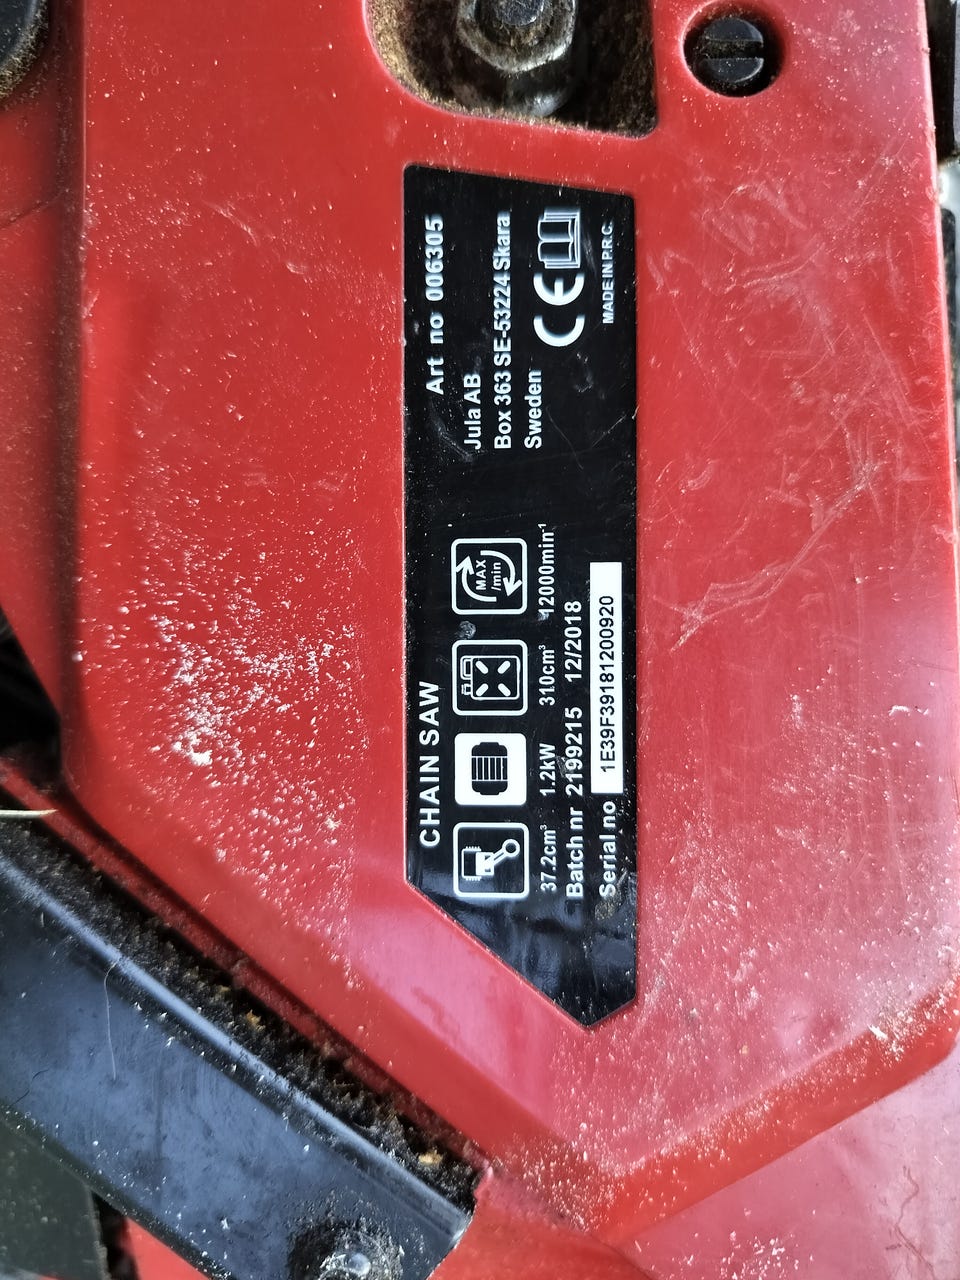 CHAIN SAW
Art no 006305
Jula AB
Box 363 SE-53224 Skara
Sweden
MAX
/min
37.2cm³ 1.2kW 310cm³ 12000min⁻¹
Batch nr 2199215 12/2018
Serial no 1E39F39181200920
CE
MADE IN P.R.C.